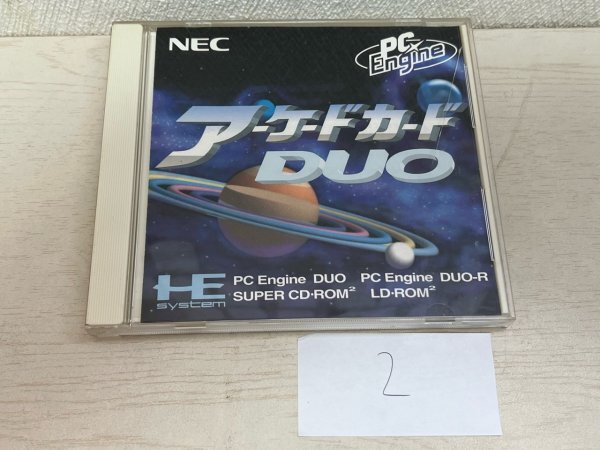 NEC
PC Engine
アーケードカード
DUO
HE system
PC Engine DUO PC Engine DUO-R
SUPER CD・ROM² LD・ROM²
2